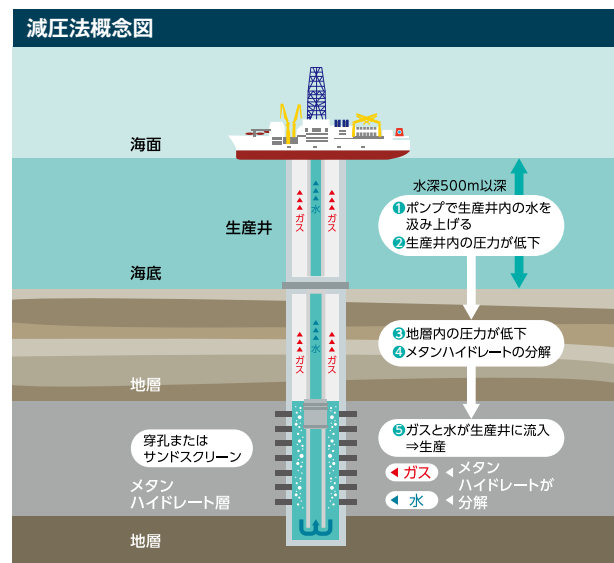 減圧法概念図
海面
水深500m以深
❶ポンプで生産井内の水を
汲み上げる
❷生産井内の圧力が低下
水
ガス
ガス
生産井
海底
❸地層内の圧力が低下
❹メタンハイドレートの分解
水
ガス
ガス
地層
❺ガスと水が生産井に流入
⇒生産
穿孔または
サンドスクリーン
ガス
水
メタン
ハイドレートが
分解
メタン
ハイドレート層
地層